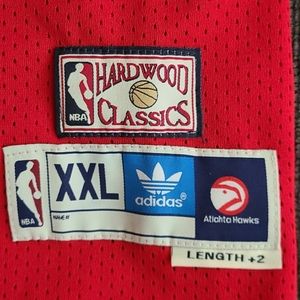 HARDWOOD
NBA
CLASSICS
XXL
adidas
Atlanta Hawks
NBA
LENGTH +2